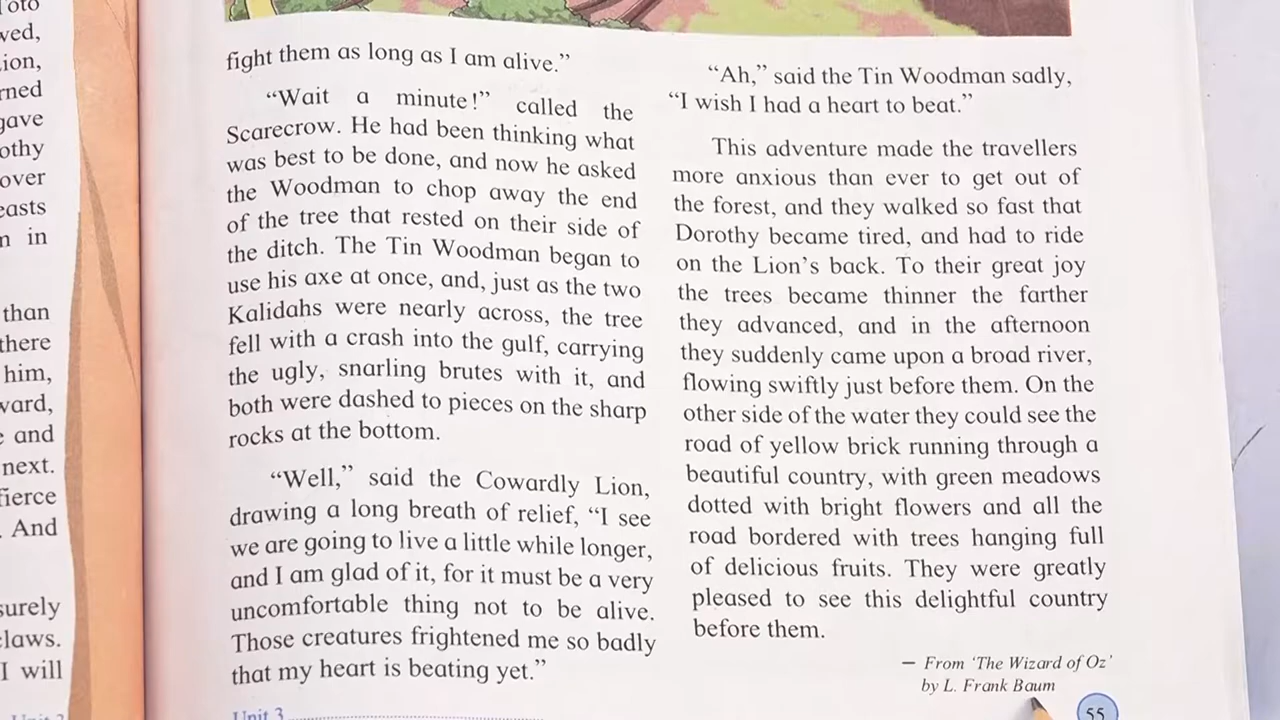 than
there
him,
and
next.
And
surely
claws.
I will
fight them as long as I am alive.”
“Wait a minute!” called the
Scarecrow. He had been thinking what
was best to be done, and now he asked
the Woodman to chop away the end
of the tree that rested on their side of
the ditch. The Tin Woodman began to
use his axe at once, and, just as the two
Kalidahs were nearly across, the tree
fell with a crash into the gulf, carrying
the ugly, snarling brutes with it, and
both were dashed to pieces on the sharp
rocks at the bottom.
“Well,” said the Cowardly Lion,
drawing a long breath of relief, “I see
we are going to live a little while longer,
and I am glad of it, for it must be a very
uncomfortable thing not to be alive.
Those creatures frightened me so badly
that my heart is beating yet.”
“Ah,” said the Tin Woodman sadly,
“I wish I had a heart to beat.”
This adventure made the travellers
more anxious than ever to get out of
the forest, and they walked so fast that
Dorothy became tired, and had to ride
on the Lion’s back. To their great joy
the trees became thinner the farther
they advanced, and in the afternoon
they suddenly came upon a broad river,
flowing swiftly just before them. On the
other side of the water they could see the
road of yellow brick running through a
beautiful country, with green meadows
dotted with bright flowers and all the
road bordered with trees hanging full
of delicious fruits. They were greatly
pleased to see this delightful country
before them.
— From ‘The Wizard of Oz’
by L. Frank Baum
Unit 3
55